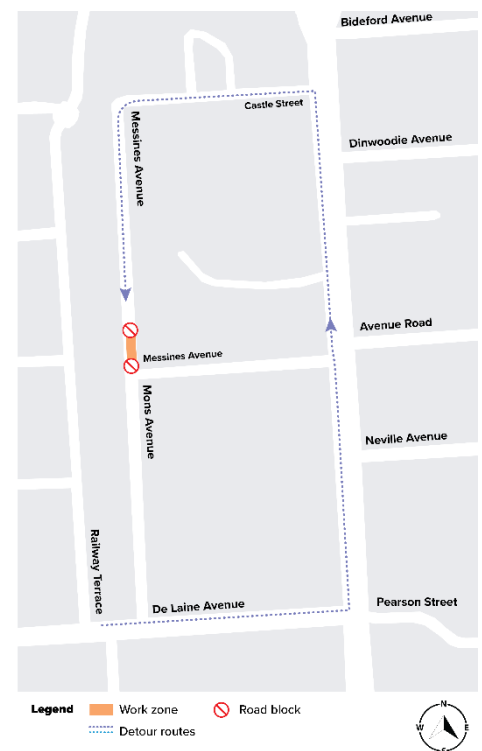 Bideford Avenue
Castle Street
Messines Avenue
Dinwoodie Avenue
Avenue Road
Messines Avenue
Mons Avenue
Neville Avenue
Railway Terrace
De Laine Avenue
Pearson Street
N
W E
S
Legend Work zone Road block
Detour routes